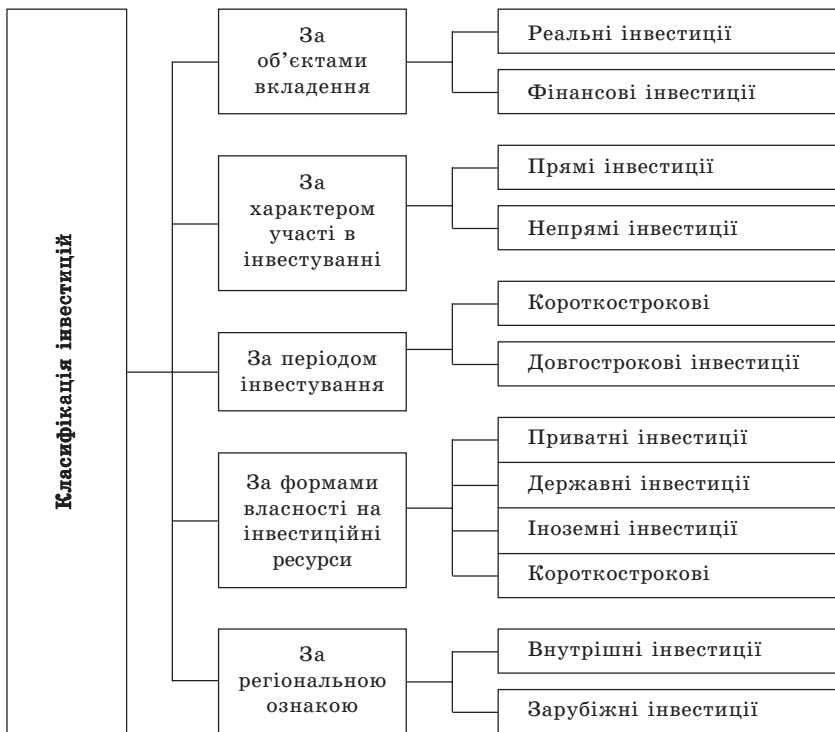 Класифікація інвестицій
За
об’єктами
вкладення
Реальні інвестиції
Фінансові інвестиції
За
характером
участі в
інвестуванні
Прямі інвестиції
Непрямі інвестиції
За періодом
інвестування
Короткострокові
Довгострокові інвестиції
За формами
власності на
інвестиційні
ресурси
Приватні інвестиції
Державні інвестиції
Іноземні інвестиції
Короткострокові
За
регіональною
ознакою
Внутрішні інвестиції
Зарубіжні інвестиції